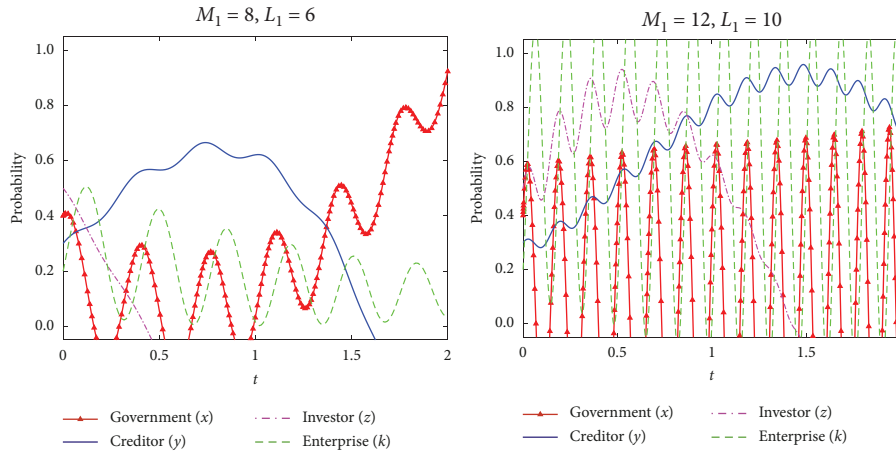 M₁ = 8, L₁ = 6
1.0
0.8
0.6
0.4
0.2
0.0
Probability
0
0.5
1
1.5
2
t
Government (x)
Investor (z)
Creditor (y)
Enterprise (k)
M₁ = 12, L₁ = 10
1.0
0.8
0.6
0.4
0.2
0.0
Probability
0
0.5
1
1.5
t
Government (x)
Investor (z)
Creditor (y)
Enterprise (k)